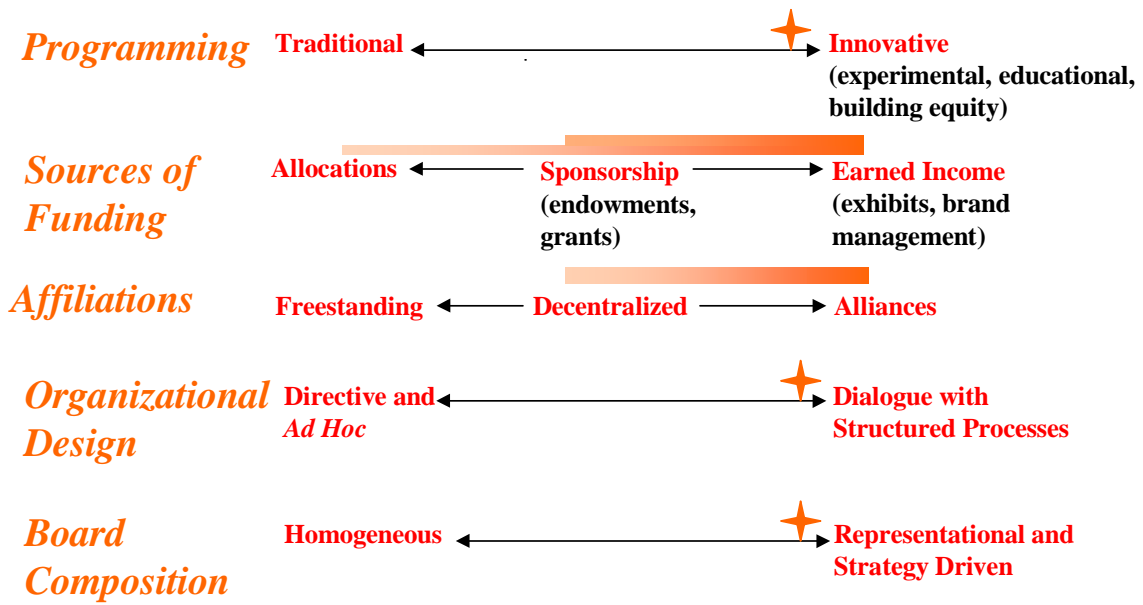 Programming
Traditional
Innovative
(experimental, educational,
building equity)
Sources of
Funding
Allocations
Sponsorship
(endowments,
grants)
Earned Income
(exhibits, brand
management)
Affiliations
Freestanding
Decentralized
Alliances
Organizational
Design
Directive and
Ad Hoc
Dialogue with
Structured Processes
Board
Composition
Homogeneous
Representational and
Strategy Driven